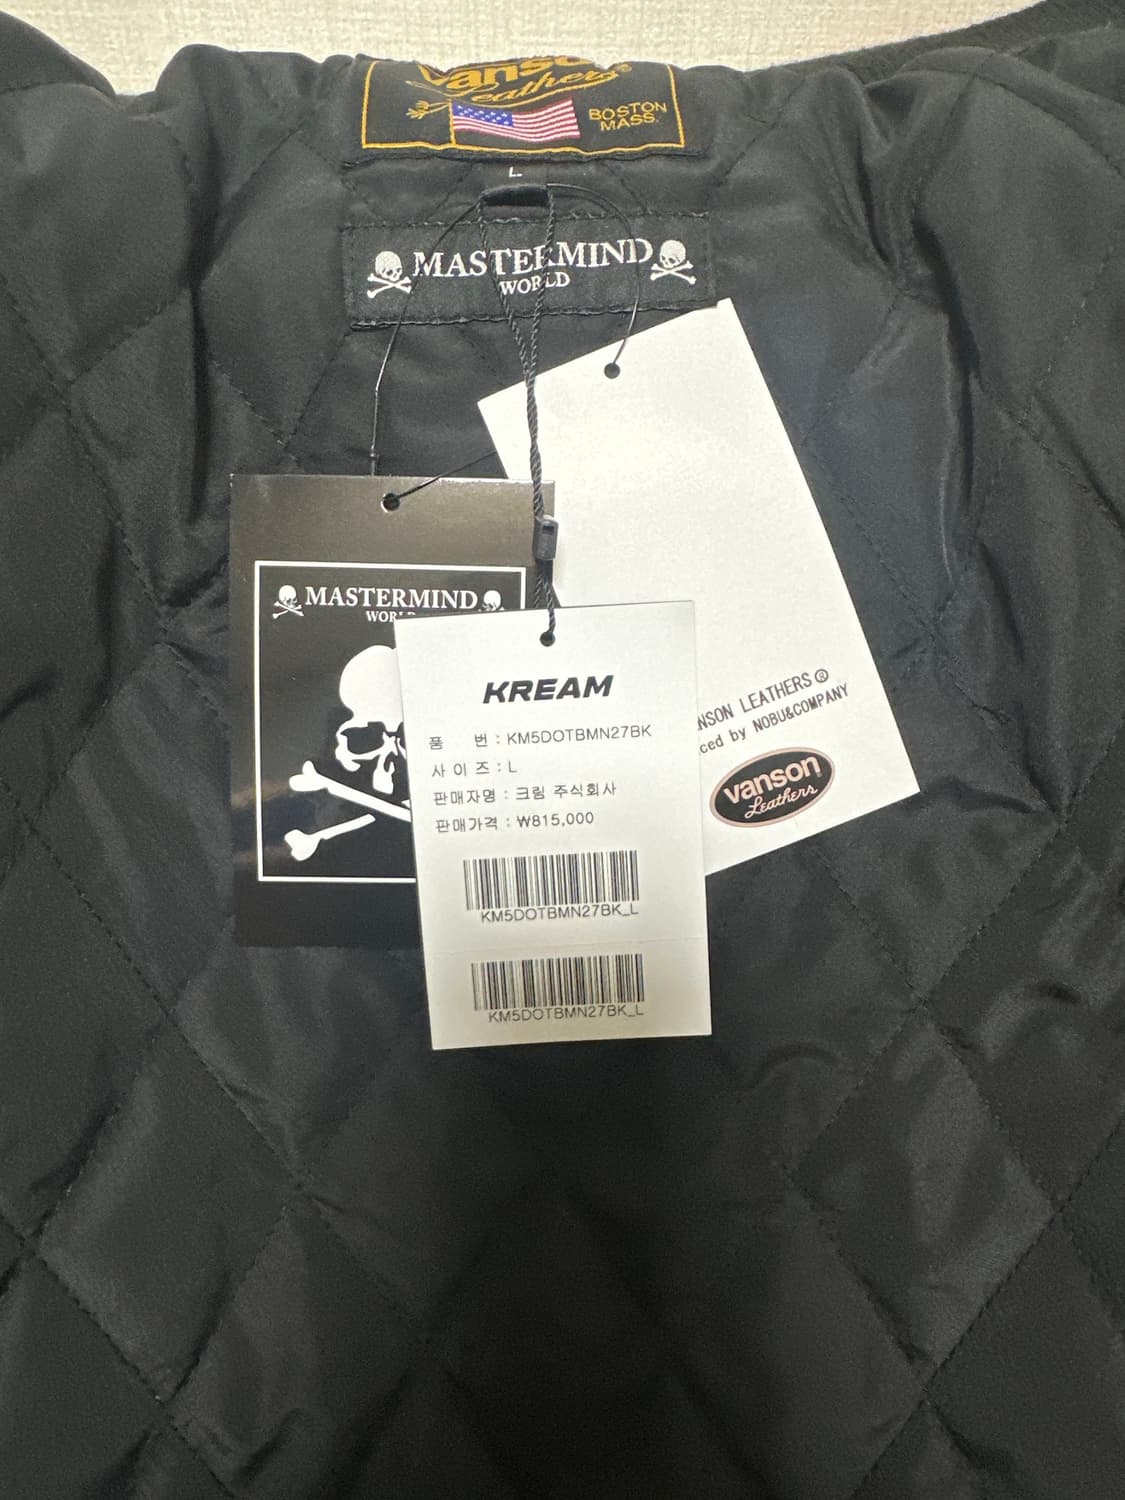 vanson
Leathers®
BOSTON
MASS.
L
MASTERMIND
WORLD
MASTERMIND
WORLD
KREAM
품 번 : KM5DOTBMN27BK
사 이 즈 : L
판매자명 : 크림 주식회사
판매가격 : ₩815,000
KM5DOTBMN27BK_L
KM5DOTBMN27BK_L
LEATHERS®
by NOBU&COMPANY
vanson®
Leathers